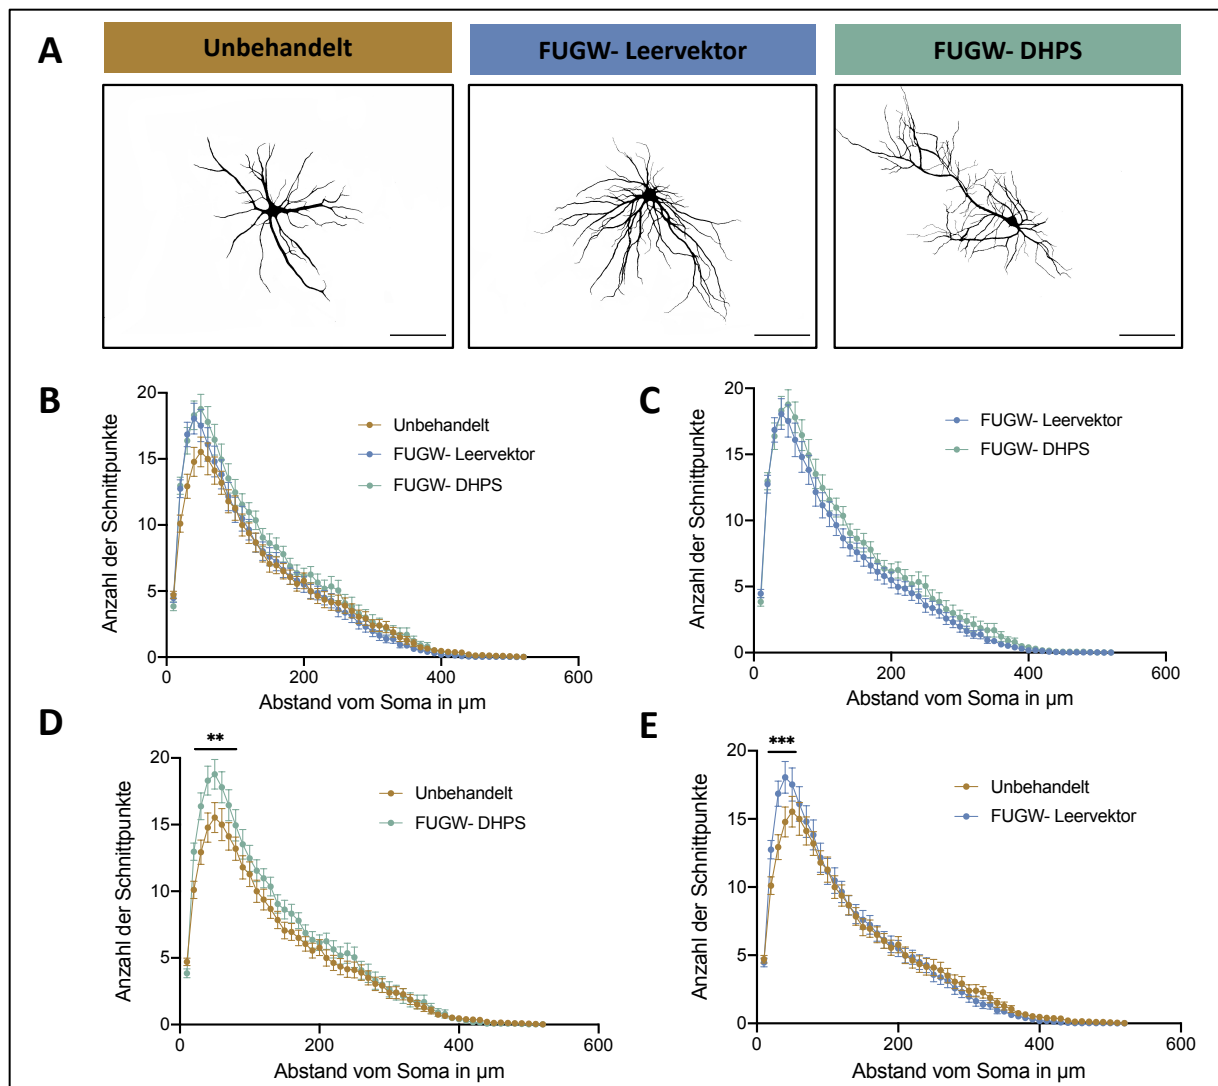 A
Unbehandelt
FUGW- Leervektor
FUGW- DHPS
B
Anzahl der Schnittpunkte
20
15
10
5
0
Unbehandelt
FUGW- Leervektor
FUGW- DHPS
0
200
400
600
Abstand vom Soma in µm
C
Anzahl der Schnittpunkte
20
15
10
5
0
FUGW- Leervektor
FUGW- DHPS
0
200
400
600
Abstand vom Soma in µm
D
**
Anzahl der Schnittpunkte
20
15
10
5
0
Unbehandelt
FUGW- DHPS
0
200
400
600
Abstand vom Soma in µm
E
***
Anzahl der Schnittpunkte
20
15
10
5
0
Unbehandelt
FUGW- Leervektor
0
200
400
600
Abstand vom Soma in µm